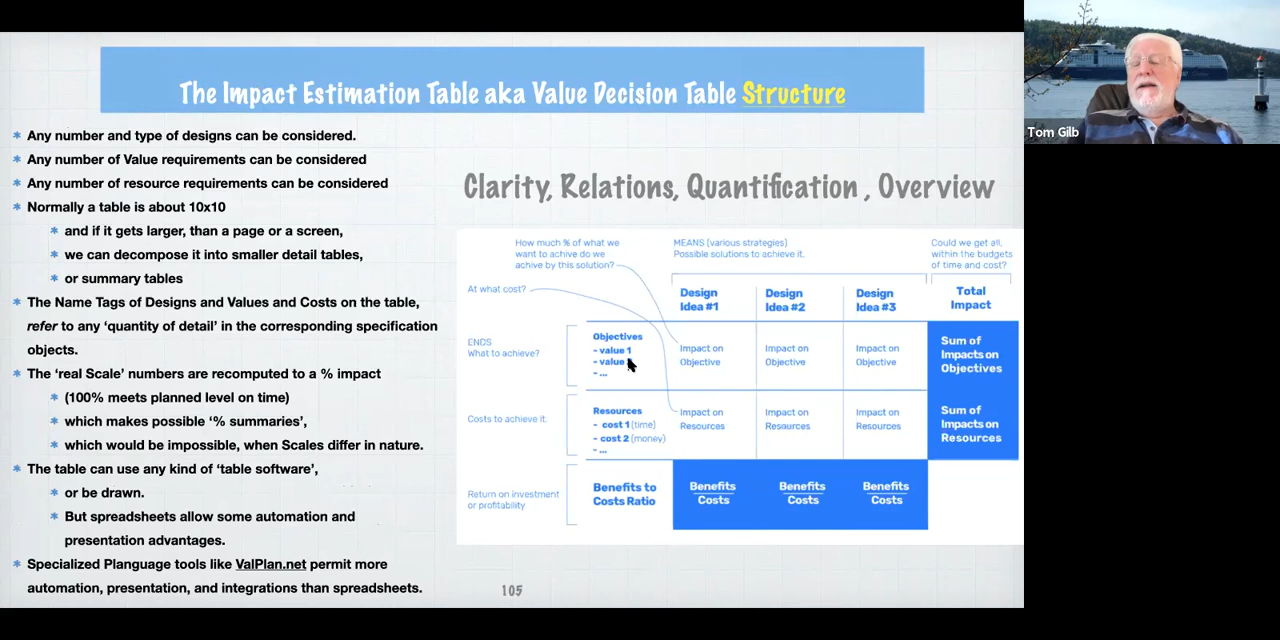 The Impact Estimation Table aka Value Decision Table Structure
Any number and type of designs can be considered.
Any number of Value requirements can be considered
Any number of resource requirements can be considered
Normally a table is about 10x10
and if it gets larger, than a page or a screen,
we can decompose it into smaller detail tables,
or summary tables
The Name Tags of Designs and Values and Costs on the table,
refer to any ‘quantity of detail’ in the corresponding specification
objects.
The ‘real Scale’ numbers are recomputed to a % impact
(100% meets planned level on time)
which makes possible ‘% summaries’,
which would be impossible, when Scales differ in nature.
The table can use any kind of ‘table software’,
or be drawn.
But spreadsheets allow some automation and
presentation advantages.
Specialized Planguage tools like ValPlan.net permit more
automation, presentation, and integrations than spreadsheets.
Clarity, Relations, Quantification , Overview
How much % of what we
want to achive do we
achive by this solution?
MEANS (various strategies)
Possible solutions to achieve it.
Could we get all,
within the budgets
of time and cost?
At what cost?
Design
Idea #1
Design
Idea #2
Design
Idea #3
Total
Impact
ENDS
What to achieve?
Objectives
- value 1
- value
- ...
Impact on
Objective
Impact on
Objective
Impact on
Objective
Sum of
Impacts on
Objectives
Costs to achieve it.
Resources
- cost 1 (time)
- cost 2 (money)
- ...
Impact on
Resources
Impact on
Resources
Impact on
Resources
Sum of
Impacts on
Resources
Return on investment
or profitability
Benefits to
Costs Ratio
Benefits
Costs
Benefits
Costs
Benefits
Costs
105
Tom Gilb